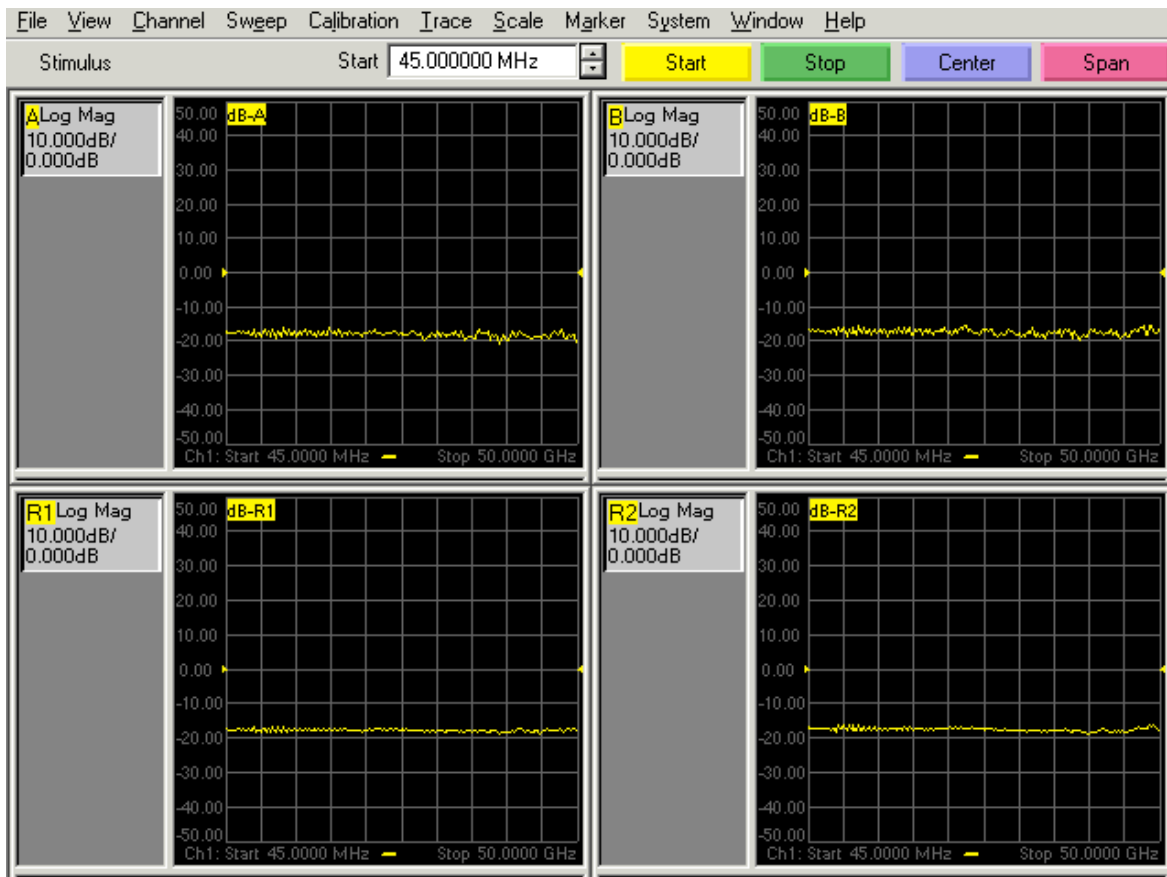 File View Channel Sweep Calibration Trace Scale Marker System Window Help
Stimulus Start 45.000000 MHz Start Stop Center Span
A Log Mag
10.000dB/
0.000dB
50.00 dB-A
40.00
30.00
20.00
10.00
0.00
-10.00
-20.00
-30.00
-40.00
-50.00
Ch1: Start 45.0000 MHz Stop 50.0000 GHz
B Log Mag
10.000dB/
0.000dB
50.00 dB-B
40.00
30.00
20.00
10.00
0.00
-10.00
-20.00
-30.00
-40.00
-50.00
Ch1: Start 45.0000 MHz Stop 50.0000 GHz
R1 Log Mag
10.000dB/
0.000dB
50.00 dB-R1
40.00
30.00
20.00
10.00
0.00
-10.00
-20.00
-30.00
-40.00
-50.00
Ch1: Start 45.0000 MHz Stop 50.0000 GHz
R2 Log Mag
10.000dB/
0.000dB
50.00 dB-R2
40.00
30.00
20.00
10.00
0.00
-10.00
-20.00
-30.00
-40.00
-50.00
Ch1: Start 45.0000 MHz Stop 50.0000 GHz